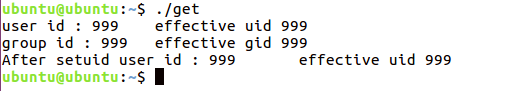 ubuntu@ubuntu:~$ ./get
user id : 999    effective uid 999
group id : 999   effective gid 999
After setuid user id : 999       effective uid 999
ubuntu@ubuntu:~$